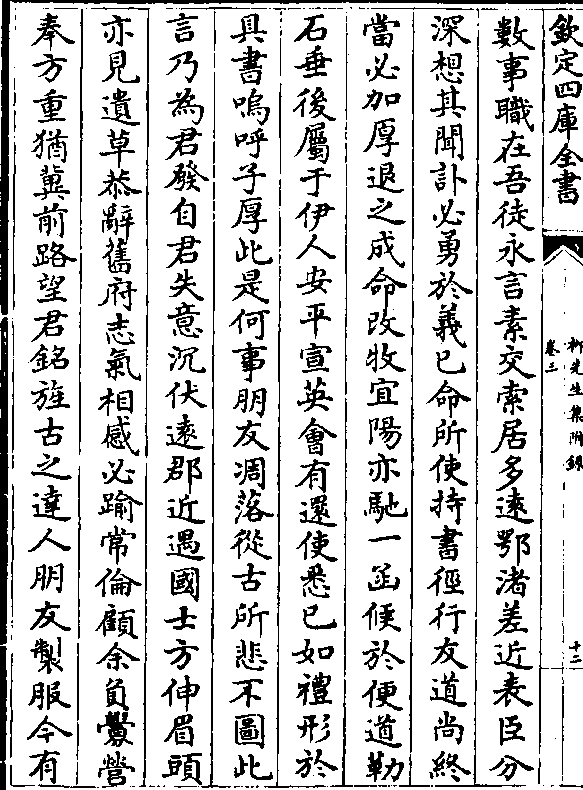 欽定四庫全書
柳先生集附錄
卷三
十二
數事職在吾徒永言素交索居多遠鄂渚差近表臣分
深想其聞訃必勇於義已命所使持書徑行友道尚終
當必加厚退之成命改牧宜陽亦馳一函候於便道勒
石垂後屬于伊人安平宣英會有還使悉已如禮形於
具書嗚呼子厚此是何事朋友凋落從古所悲不圖此
言乃為君發自君失意沉伏遠郡近遇國士方伸眉頭
亦見遺草恭辭舊府志氣相感必踰常倫顧余負釁營
奉方重猶冀前路望君銘旌古之達人朋友製服今有